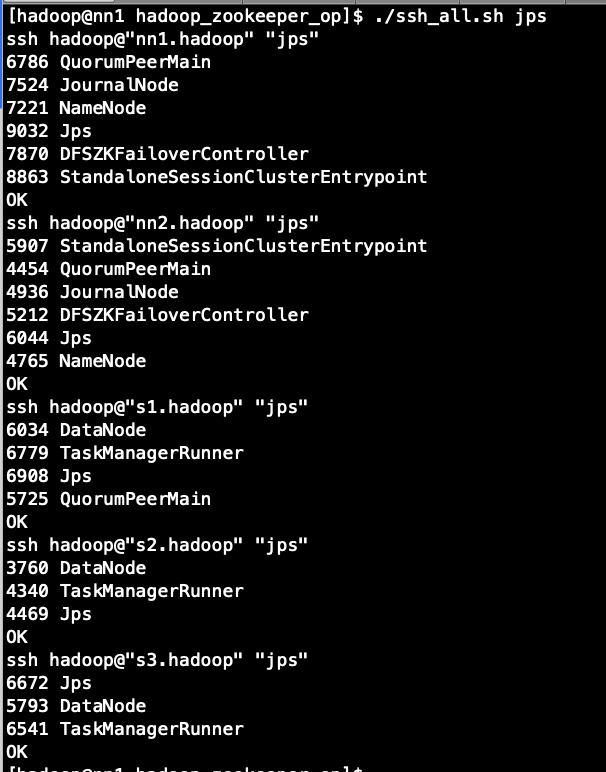 [hadoop@nn1 hadoop_zookeeper_op]$ ./ssh_all.sh jps
ssh hadoop@"nn1.hadoop" "jps"
6786 QuorumPeerMain
7524 JournalNode
7221 NameNode
9032 Jps
7870 DFSZKFailoverController
8863 StandaloneSessionClusterEntrypoint
OK
ssh hadoop@"nn2.hadoop" "jps"
5907 StandaloneSessionClusterEntrypoint
4454 QuorumPeerMain
4936 JournalNode
5212 DFSZKFailoverController
6044 Jps
4765 NameNode
OK
ssh hadoop@"s1.hadoop" "jps"
6034 DataNode
6779 TaskManagerRunner
6908 Jps
5725 QuorumPeerMain
OK
ssh hadoop@"s2.hadoop" "jps"
3760 DataNode
4340 TaskManagerRunner
4469 Jps
OK
ssh hadoop@"s3.hadoop" "jps"
6672 Jps
5793 DataNode
6541 TaskManagerRunner
OK
[hadoop@nn1 hadoop_zookeeper_op]$